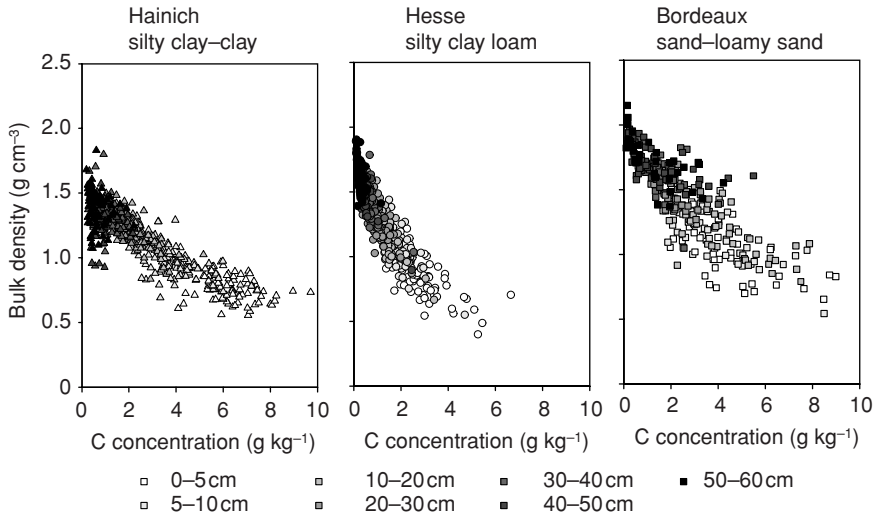 Hainich
silty clay–clay
Hesse
silty clay loam
Bordeaux
sand–loamy sand
Bulk density (g cm⁻³)
2.5
2.0
1.5
1.0
0.5
0
0 2 4 6 8 10
0 2 4 6 8 10
0 2 4 6 8 10
C concentration (g kg⁻¹)
C concentration (g kg⁻¹)
C concentration (g kg⁻¹)
0–5 cm 10–20 cm 30–40 cm 50–60 cm
5–10 cm 20–30 cm 40–50 cm